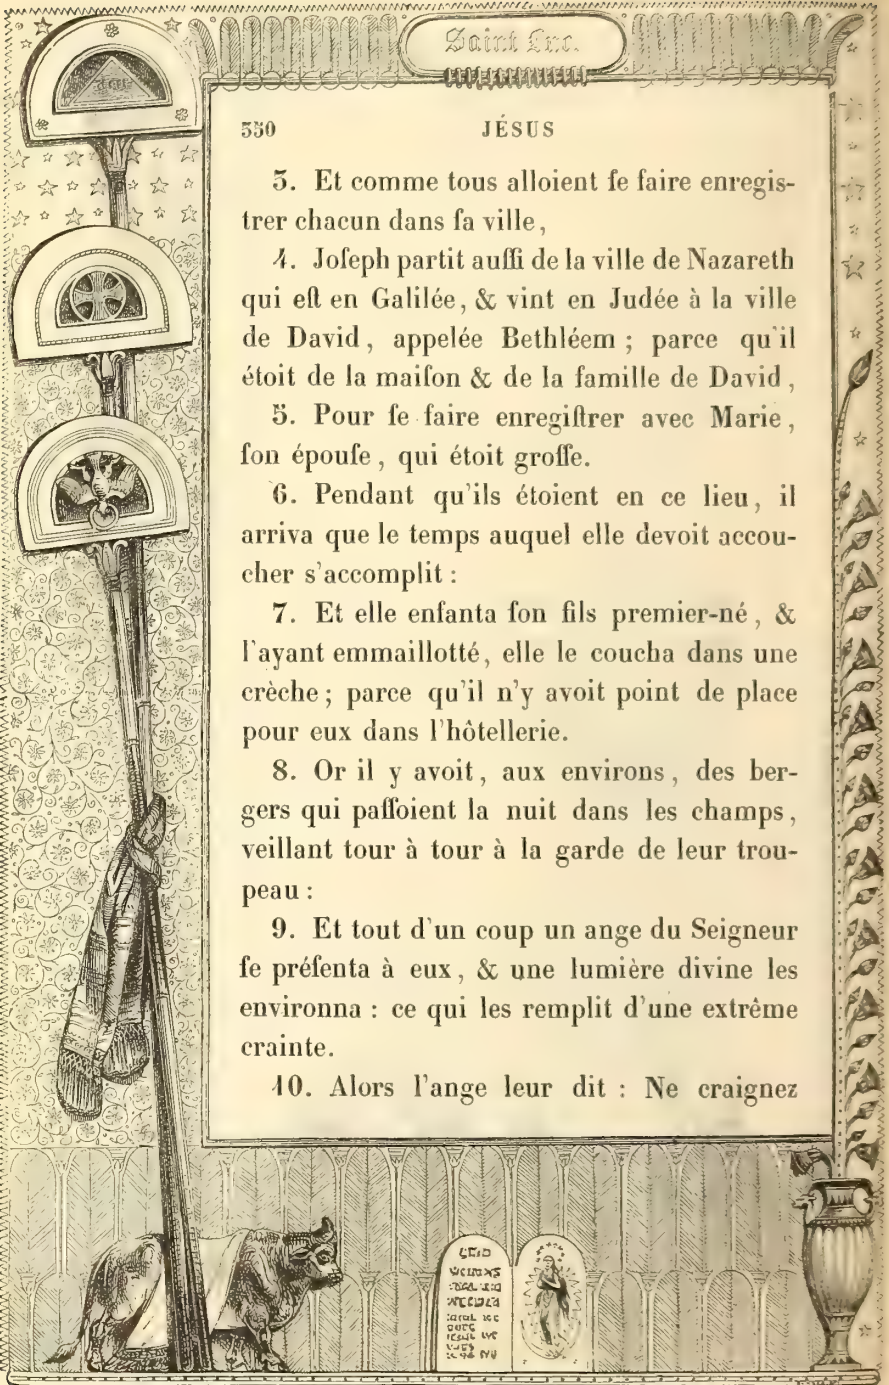 Saint Luc.
330 JÉSUS
3. Et comme tous alloient ſe faire enregis-
trer chacun dans ſa ville,
4. Joſeph partit auſſi de la ville de Nazareth
qui eſt en Galilée, & vint en Judée à la ville
de David, appelée Bethléem ; parce qu'il
étoit de la maiſon & de la famille de David,
5. Pour ſe faire enregiſtrer avec Marie,
ſon épouſe, qui étoit groſſe.
6. Pendant qu'ils étoient en ce lieu, il
arriva que le temps auquel elle devoit accou-
cher s'accomplit :
7. Et elle enfanta ſon fils premier-né, &
l'ayant emmaillotté, elle le coucha dans une
crèche ; parce qu'il n'y avoit point de place
pour eux dans l'hôtellerie.
8. Or il y avoit, aux environs, des ber-
gers qui paſſoient la nuit dans les champs,
veillant tour à tour à la garde de leur trou-
peau :
9. Et tout d'un coup un ange du Seigneur
ſe préſenta à eux, & une lumière divine les
environna : ce qui les remplit d'une extrême
crainte.
10. Alors l'ange leur dit : Ne craignez